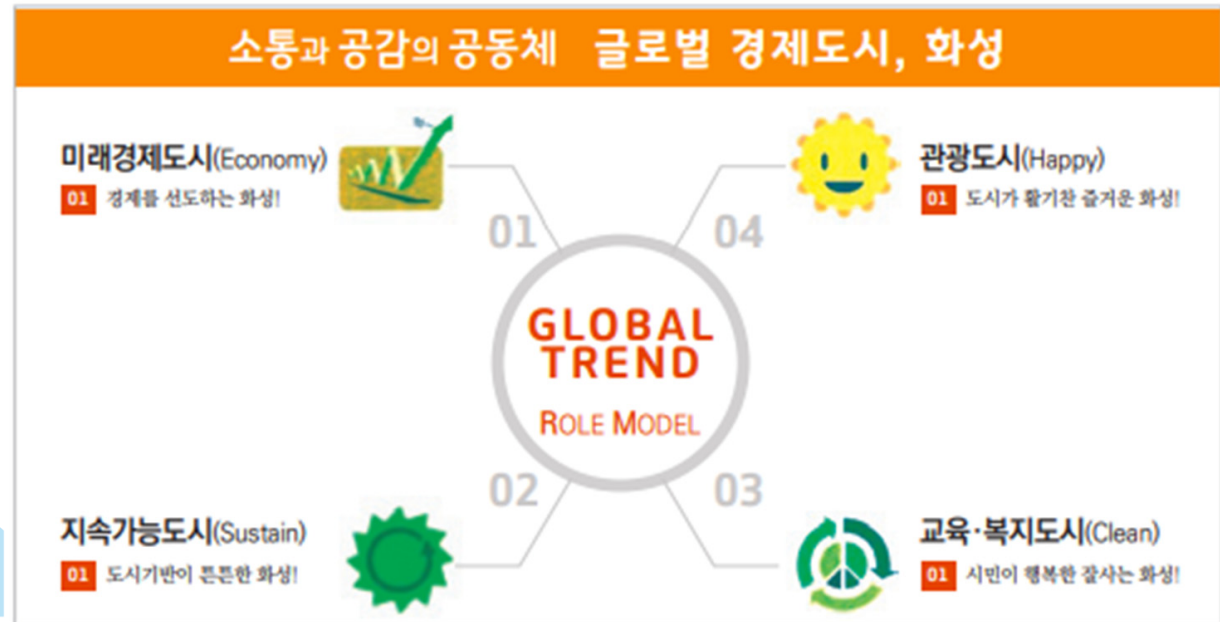 소통과 공감의 공동체 글로벌 경제도시, 화성
미래경제도시(Economy)
01 경제를 선도하는 화성!
01
04
관광도시(Happy)
01 도시가 활기찬 즐거운 화성!
GLOBAL
TREND
ROLE MODEL
02
03
지속가능도시(Sustain)
01 도시기반이 튼튼한 화성!
교육·복지도시(Clean)
01 시민이 행복한 잘사는 화성!